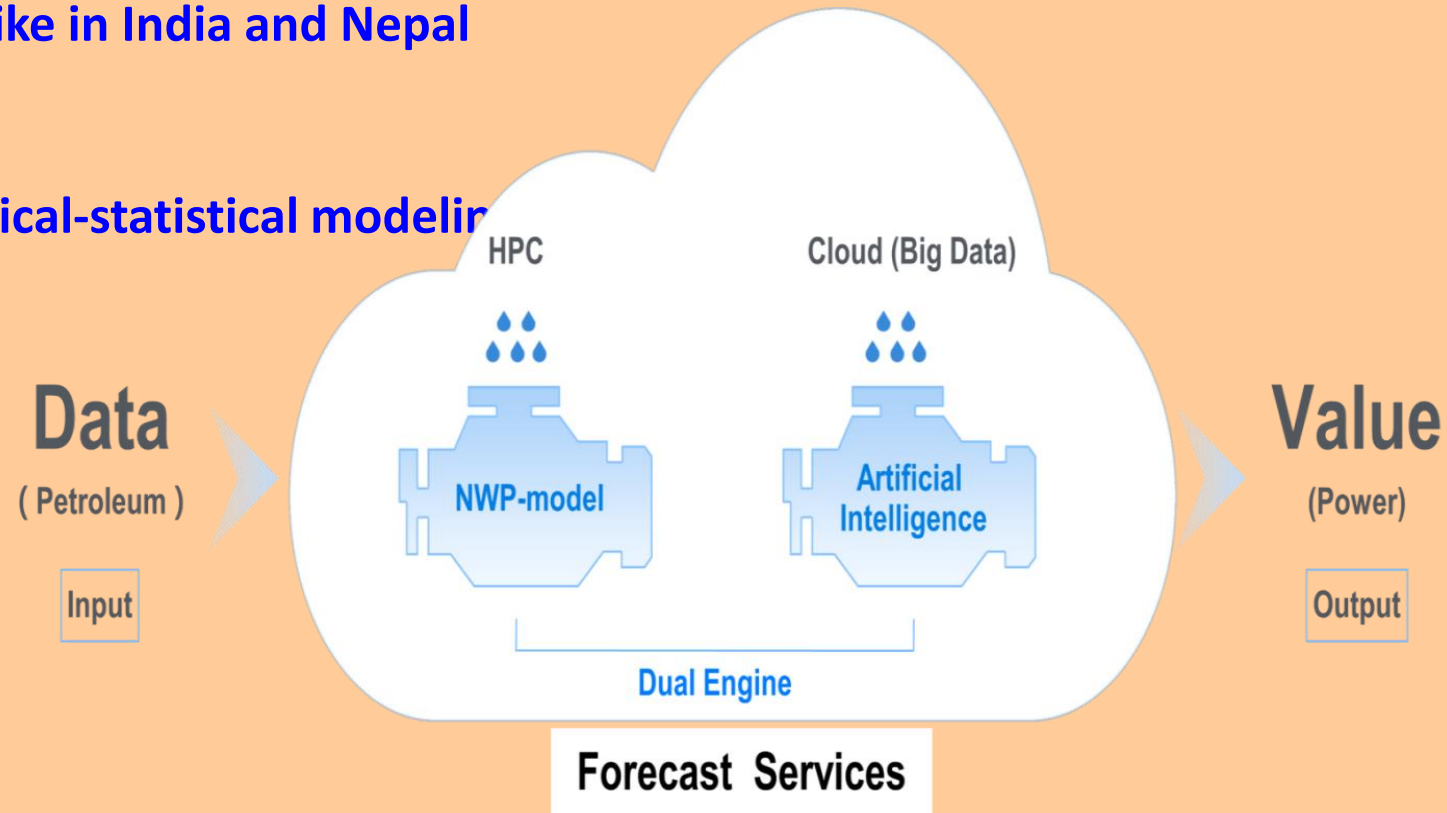 ike in India and Nepal
ical-statistical modelin
HPC
Cloud (Big Data)
Data
( Petroleum )
Input
NWP-model
Artificial
Intelligence
Dual Engine
Value
(Power)
Output
Forecast Services